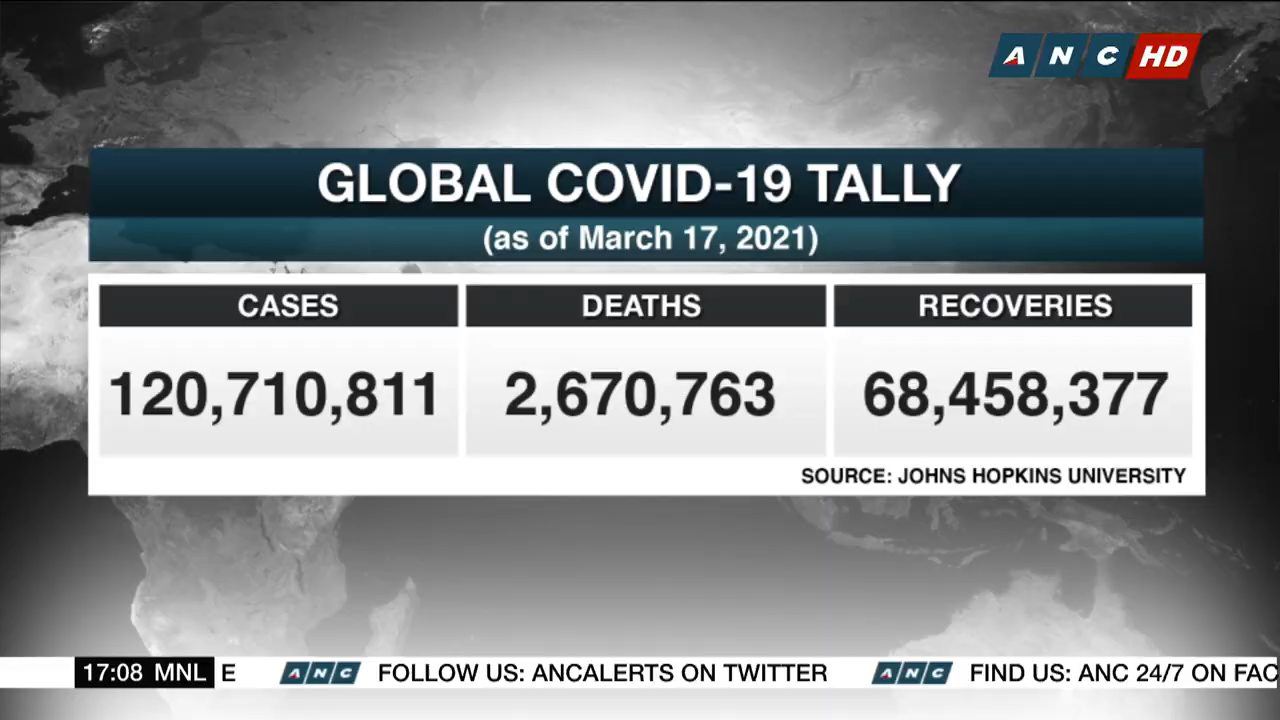 ANC HD
GLOBAL COVID-19 TALLY
(as of March 17, 2021)
CASES DEATHS RECOVERIES
120,710,811 2,670,763 68,458,377
SOURCE: JOHNS HOPKINS UNIVERSITY
17:08 MNL E ANC FOLLOW US: ANCALERTS ON TWITTER ANC FIND US: ANC 24/7 ON FAC